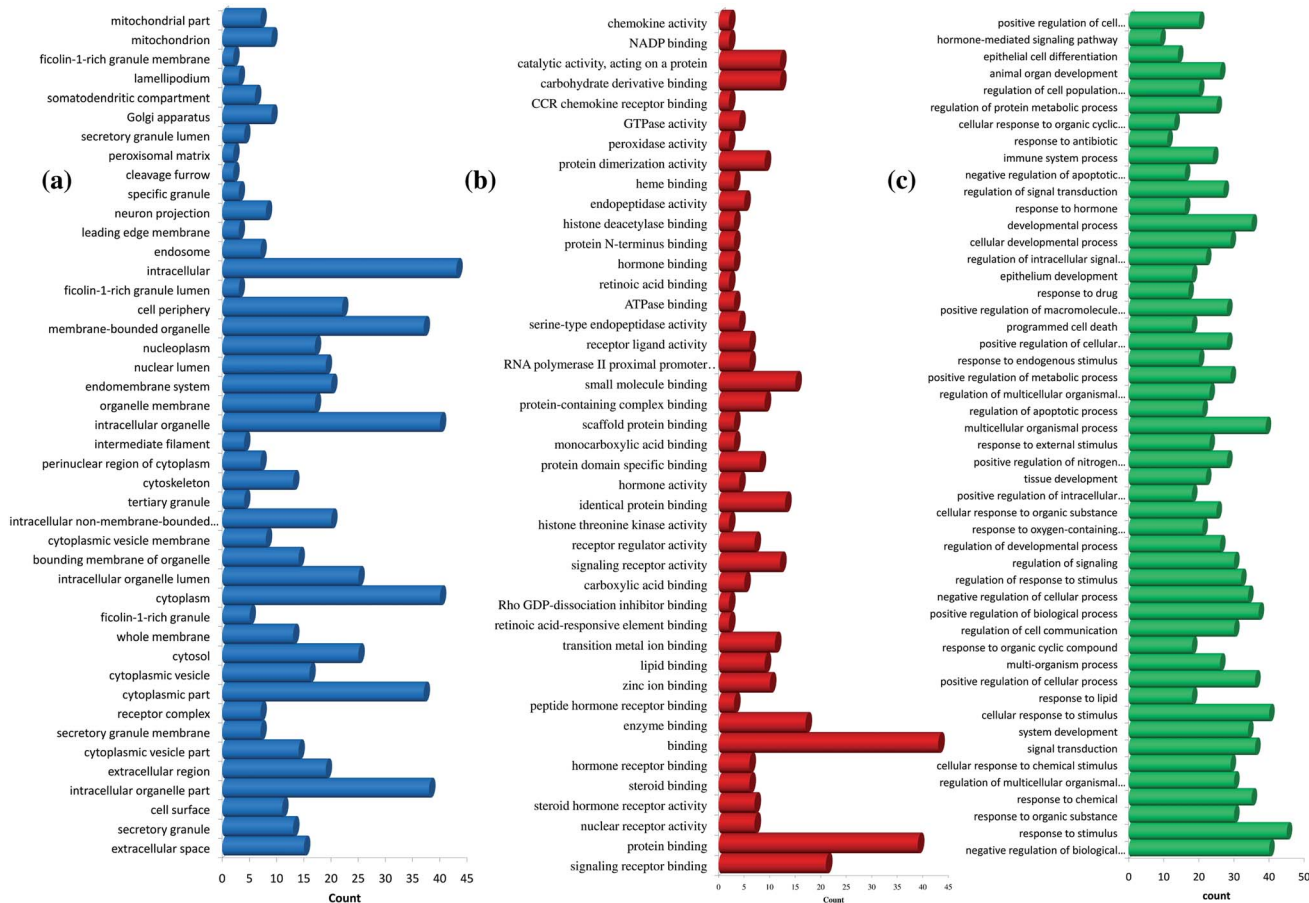 (a)
mitochondrial part
mitochondrion
ficolin-1-rich granule membrane
lamellipodium
somatodendritic compartment
Golgi apparatus
secretory granule lumen
peroxisomal matrix
cleavage furrow
specific granule
neuron projection
leading edge membrane
endosome
intracellular
ficolin-1-rich granule lumen
cell periphery
membrane-bounded organelle
nucleoplasm
nuclear lumen
endomembrane system
organelle membrane
intracellular organelle
intermediate filament
perinuclear region of cytoplasm
cytoskeleton
tertiary granule
intracellular non-membrane-bounded...
cytoplasmic vesicle membrane
bounding membrane of organelle
intracellular organelle lumen
cytoplasm
ficolin-1-rich granule
whole membrane
cytosol
cytoplasmic vesicle
cytoplasmic part
receptor complex
secretory granule membrane
cytoplasmic vesicle part
extracellular region
intracellular organelle part
cell surface
secretory granule
extracellular space
0 5 10 15 20 25 30 35 40 45
Count
(b)
chemokine activity
NADP binding
catalytic activity, acting on a protein
carbohydrate derivative binding
CCR chemokine receptor binding
GTPase activity
peroxidase activity
protein dimerization activity
heme binding
endopeptidase activity
histone deacetylase binding
protein N-terminus binding
hormone binding
retinoic acid binding
ATPase binding
serine-type endopeptidase activity
receptor ligand activity
RNA polymerase II proximal promoter..
small molecule binding
protein-containing complex binding
scaffold protein binding
monocarboxylic acid binding
protein domain specific binding
hormone activity
identical protein binding
histone threonine kinase activity
receptor regulator activity
signaling receptor activity
carboxylic acid binding
Rho GDP-dissociation inhibitor binding
retinoic acid-responsive element binding
transition metal ion binding
lipid binding
zinc ion binding
peptide hormone receptor binding
enzyme binding
binding
hormone receptor binding
steroid binding
steroid hormone receptor activity
nuclear receptor activity
protein binding
signaling receptor binding
0 5 10 15 20 25 30 35 40 45
Count
(c)
positive regulation of cell...
hormone-mediated signaling pathway
epithelial cell differentiation
animal organ development
regulation of cell population...
regulation of protein metabolic process
cellular response to organic cyclic...
response to antibiotic
immune system process
negative regulation of apoptotic...
regulation of signal transduction
response to hormone
developmental process
cellular developmental process
regulation of intracellular signal...
epithelium development
response to drug
positive regulation of macromolecule...
programmed cell death
positive regulation of cellular...
response to endogenous stimulus
positive regulation of metabolic process
regulation of multicellular organismal...
regulation of apoptotic process
multicellular organismal process
response to external stimulus
positive regulation of nitrogen...
tissue development
positive regulation of intracellular...
cellular response to organic substance
response to oxygen-containing...
regulation of developmental process
regulation of signaling
regulation of response to stimulus
negative regulation of cellular process
positive regulation of biological process
regulation of cell communication
response to organic cyclic compound
multi-organism process
positive regulation of cellular process
response to lipid
cellular response to stimulus
system development
signal transduction
cellular response to chemical stimulus
regulation of multicellular organismal...
response to chemical
response to organic substance
response to stimulus
negative regulation of biological...
0 10 20 30 40 50
count